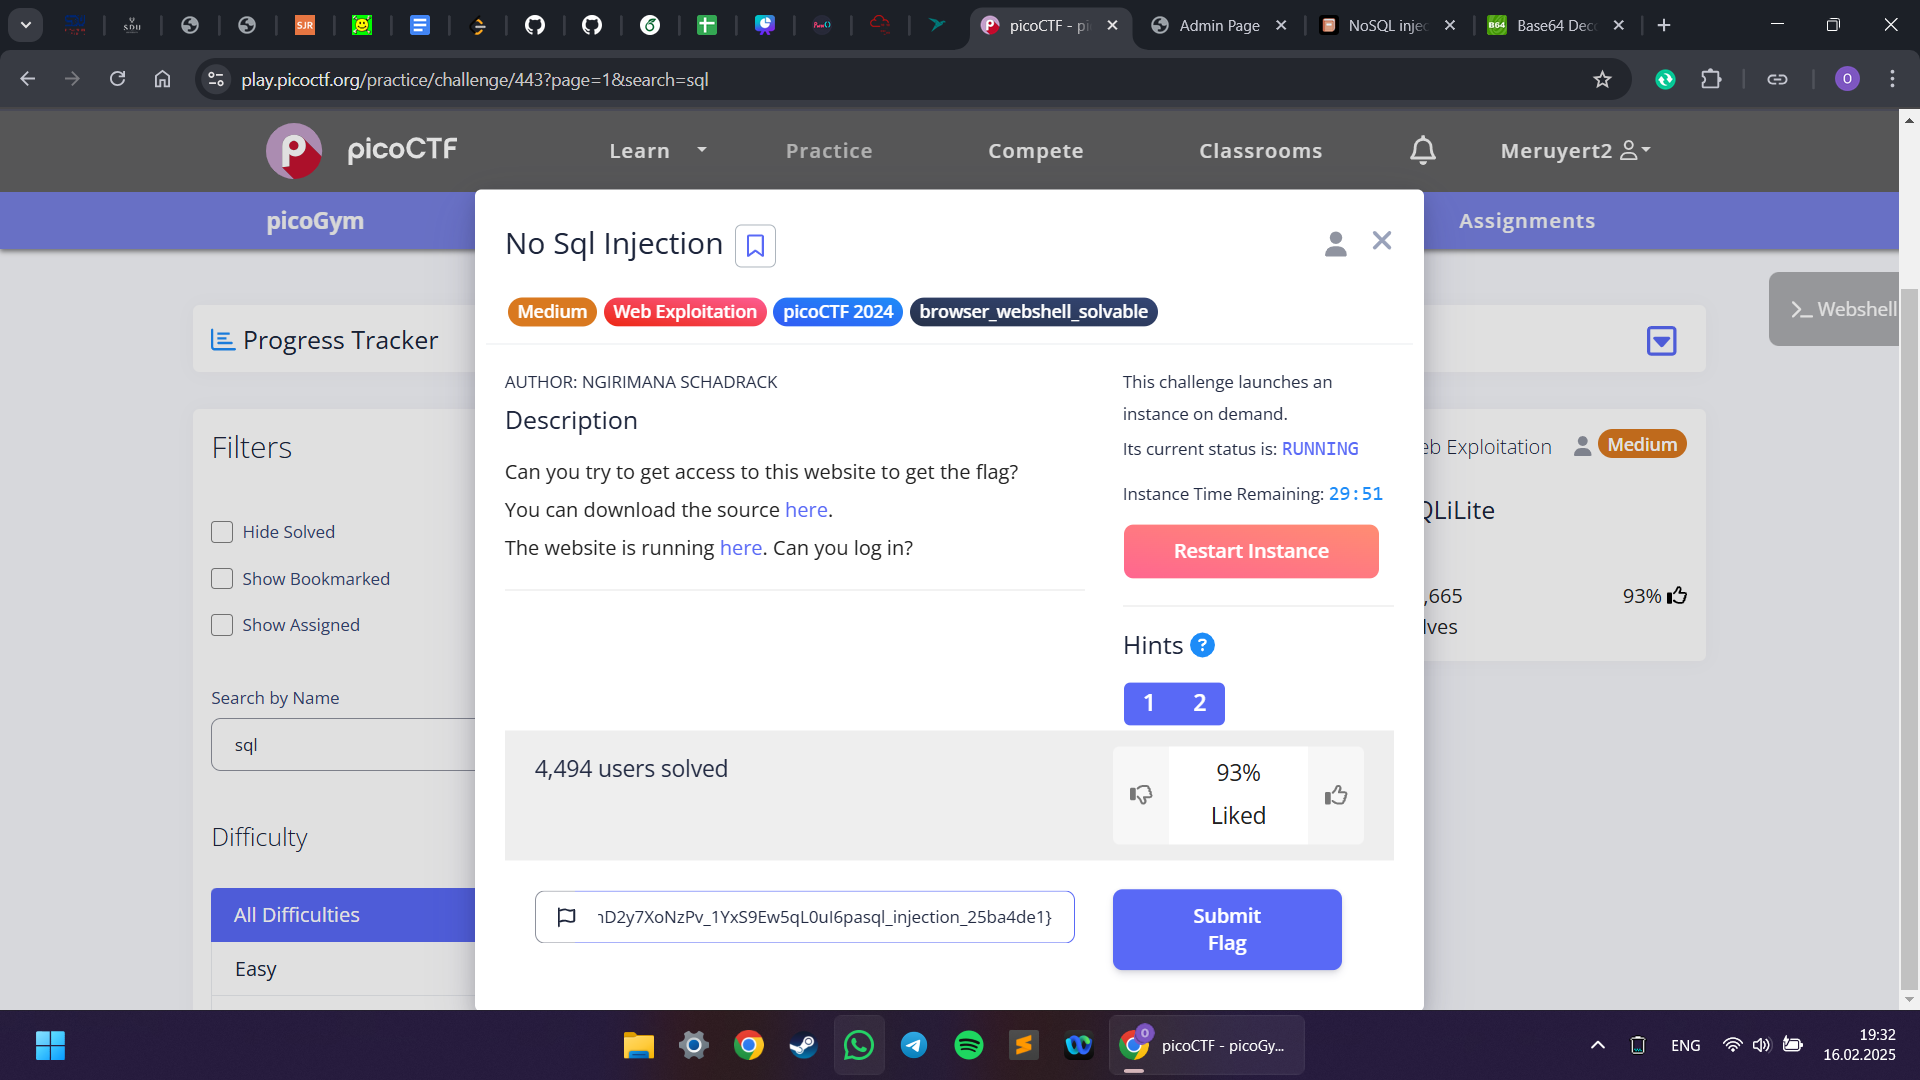 SDU
SJR
picoCTF - pi
Admin Page
NoSQL injec
B64
Base64 Deco
play.picoctf.org/practice/challenge/443?page=1&search=sql
O
picoCTF
Learn
Practice
Compete
Classrooms
Meruyert2
picoGym
Assignments
No Sql Injection
Medium
Web Exploitation
picoCTF 2024
browser_webshell_solvable
>_ Webshell
Progress Tracker
AUTHOR: NGIRIMANA SCHADRACK
Description
Can you try to get access to this website to get the flag?
You can download the source here.
The website is running here. Can you log in?
This challenge launches an
instance on demand.
Its current status is: RUNNING
Instance Time Remaining: 29:51
Restart Instance
Hints ?
1 2
Filters
Hide Solved
Show Bookmarked
Show Assigned
Search by Name
sql
Difficulty
All Difficulties
Easy
eb Exploitation
Medium
QLiLite
,665
lves
93%
4,494 users solved
93%
Liked
nD2y7XoNzPv_1YxS9Ew5qL0uI6pasql_injection_25ba4de1}
Submit
Flag
picoCTF - picoGy...
ENG
19:32
16.02.2025